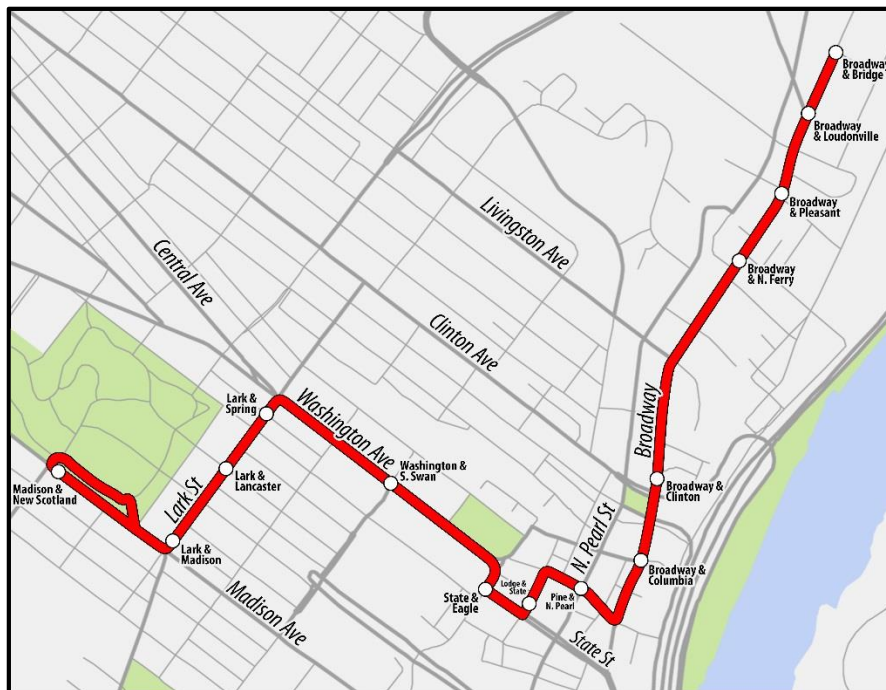 Broadway
& Bridge
Broadway
& Loudonville
Broadway
& Pleasant
Livingston Ave
Broadway
& N. Ferry
Central Ave
Clinton Ave
Lark &
Spring
Washington Ave
Broadway
Madison &
New Scotland
Lark St
Lark &
Lancaster
Washington &
S. Swan
Broadway &
Clinton
Lark &
Madison
N. Pearl St
Broadway &
Columbia
Madison Ave
State &
Eagle
Lodge &
State
Pine &
N. Pearl
State St